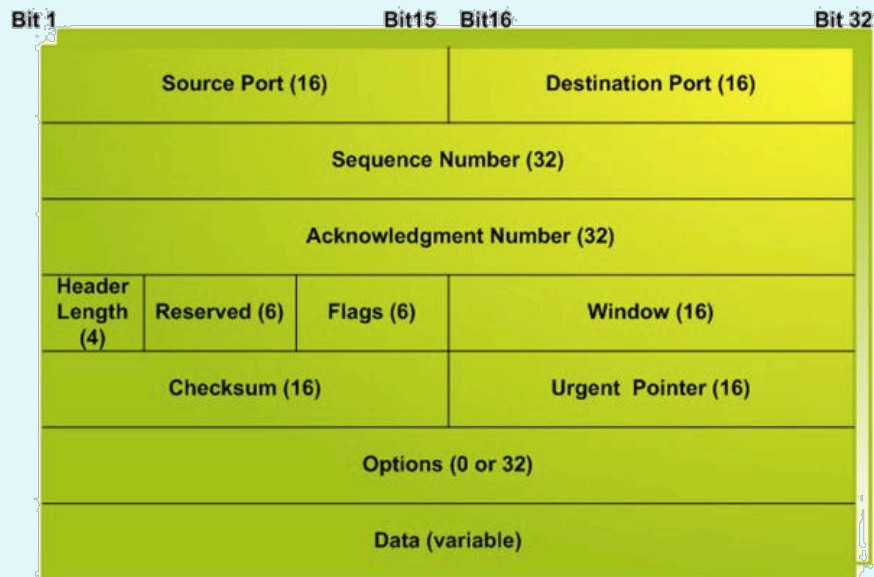 Bit 1 Bit15 Bit16 Bit 32
Source Port (16) Destination Port (16)
Sequence Number (32)
Acknowledgment Number (32)
Header
Length
(4)
Reserved (6) Flags (6) Window (16)
Checksum (16) Urgent Pointer (16)
Options (0 or 32)
Data (variable)